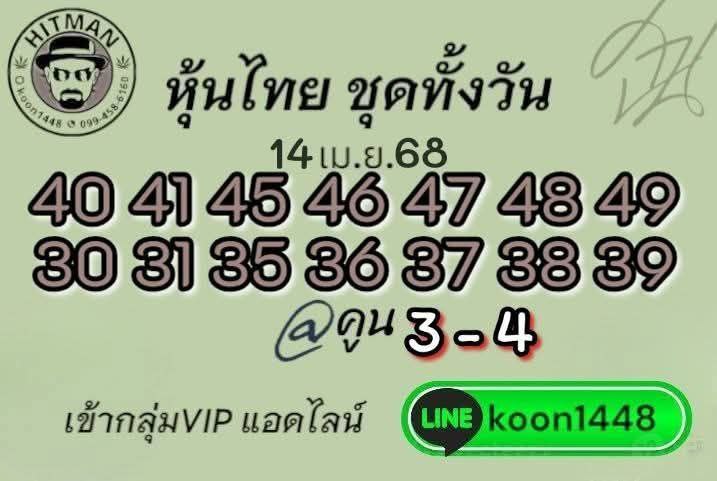 HITMAN
koon1448 099-458-6160
หุ้นไทย ชุดทั้งวัน
14 เม.ย.68
40 41 45 46 47 48 49
30 31 35 36 37 38 39
@คูน 3 - 4
เข้ากลุ่มVIP แอดไลน์ LINE koon1448